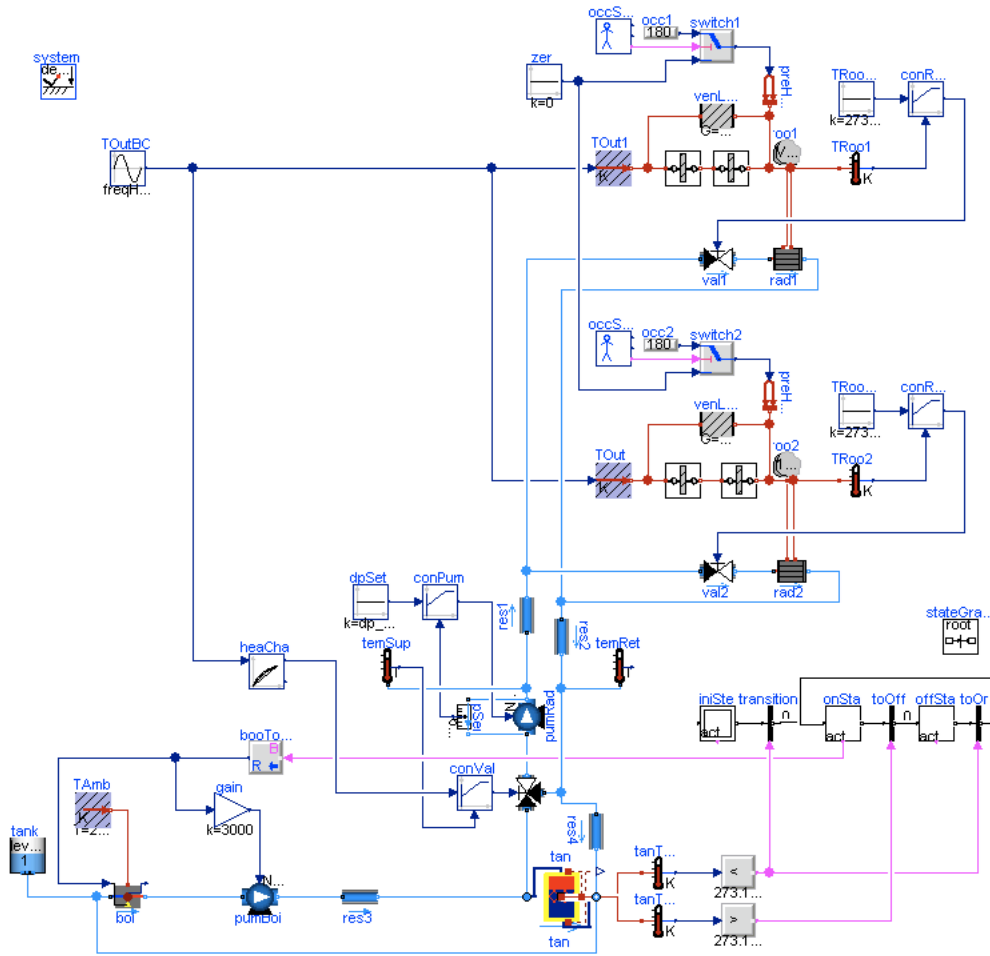 occS...
occ1
180
switch1
system
de...
zer
k=0
preH...
TRoo...
k=273...
conR...
venL...
G=...
TOutBC
freqH...
TOut1
K
oo1
TRoo1
K
val1
rad1
occS...
occ2
180
switch2
preH...
TRoo...
k=273...
conR...
venL...
G=...
TOut
K
oo2
TRoo2
K
val2
rad2
dpSet
k=dp_...
conPum
res1
res2
temSup
T
temRet
T
stateGra...
root
heaCha
pumRad
iniSte
act
transition
onSta
act
toOff
offSta
act
booTo...
B
R
conVal
TAmb
K
T=2...
gain
k=3000
tank
lev...
1
res4
tan
tanT...
K
<
273.1...
boi
N...
pumBoi
res3
tan
tanT...
K
>
273.1...